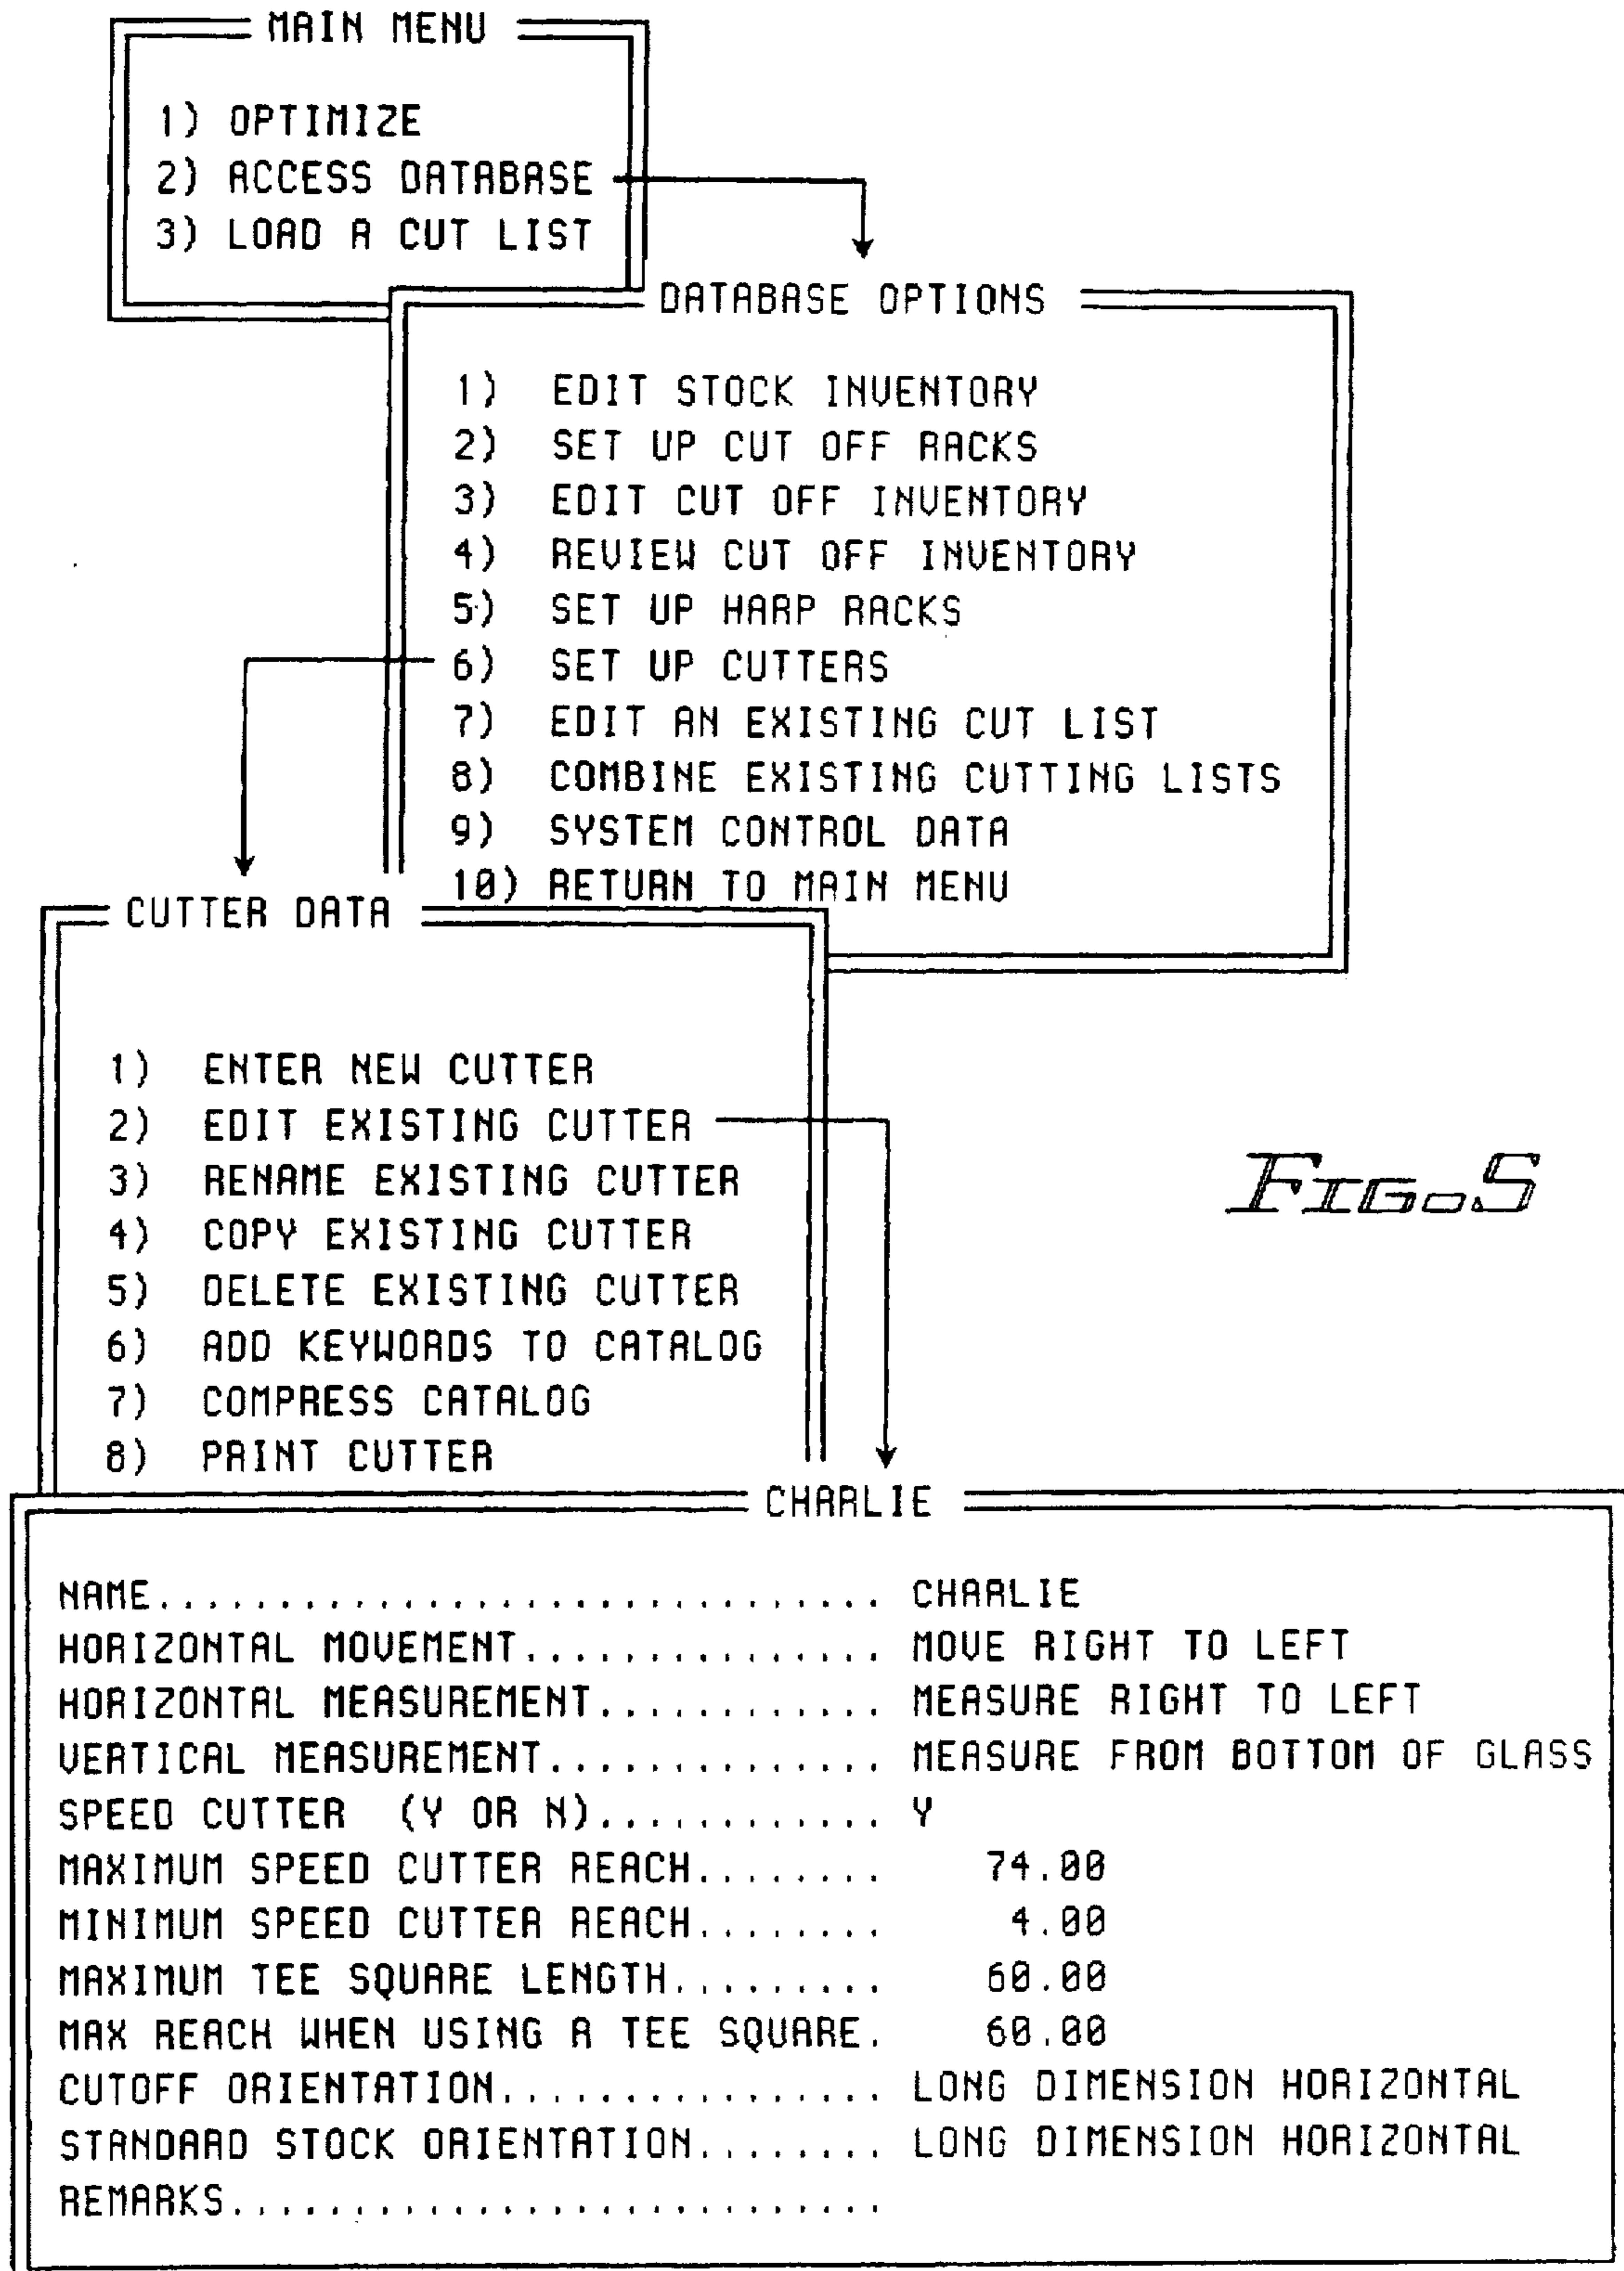 MAIN MENU
1) OPTIMIZE
2) ACCESS DATABASE
3) LOAD A CUT LIST
DATABASE OPTIONS
1) EDIT STOCK INVENTORY
2) SET UP CUT OFF RACKS
3) EDIT CUT OFF INVENTORY
4) REVIEW CUT OFF INVENTORY
5) SET UP HARP RACKS
6) SET UP CUTTERS
7) EDIT AN EXISTING CUT LIST
8) COMBINE EXISTING CUTTING LISTS
9) SYSTEM CONTROL DATA
10) RETURN TO MAIN MENU
CUTTER DATA
1) ENTER NEW CUTTER
2) EDIT EXISTING CUTTER
3) RENAME EXISTING CUTTER
4) COPY EXISTING CUTTER
5) DELETE EXISTING CUTTER
6) ADD KEYWORDS TO CATALOG
7) COMPRESS CATALOG
8) PRINT CUTTER
FIG. 5
CHARLIE
NAME............................... CHARLIE
HORIZONTAL MOVEMENT............... MOVE RIGHT TO LEFT
HORIZONTAL MEASUREMENT............ MEASURE RIGHT TO LEFT
VERTICAL MEASUREMENT.............. MEASURE FROM BOTTOM OF GLASS
SPEED CUTTER (Y OR N)............ Y
MAXIMUM SPEED CUTTER REACH........ 74.00
MINIMUM SPEED CUTTER REACH........ 4.00
MAXIMUM TEE SQUARE LENGTH......... 60.00
MAX REACH WHEN USING A TEE SQUARE. 60.00
CUTOFF ORIENTATION................ LONG DIMENSION HORIZONTAL
STANDARD STOCK ORIENTATION........ LONG DIMENSION HORIZONTAL
REMARKS............................